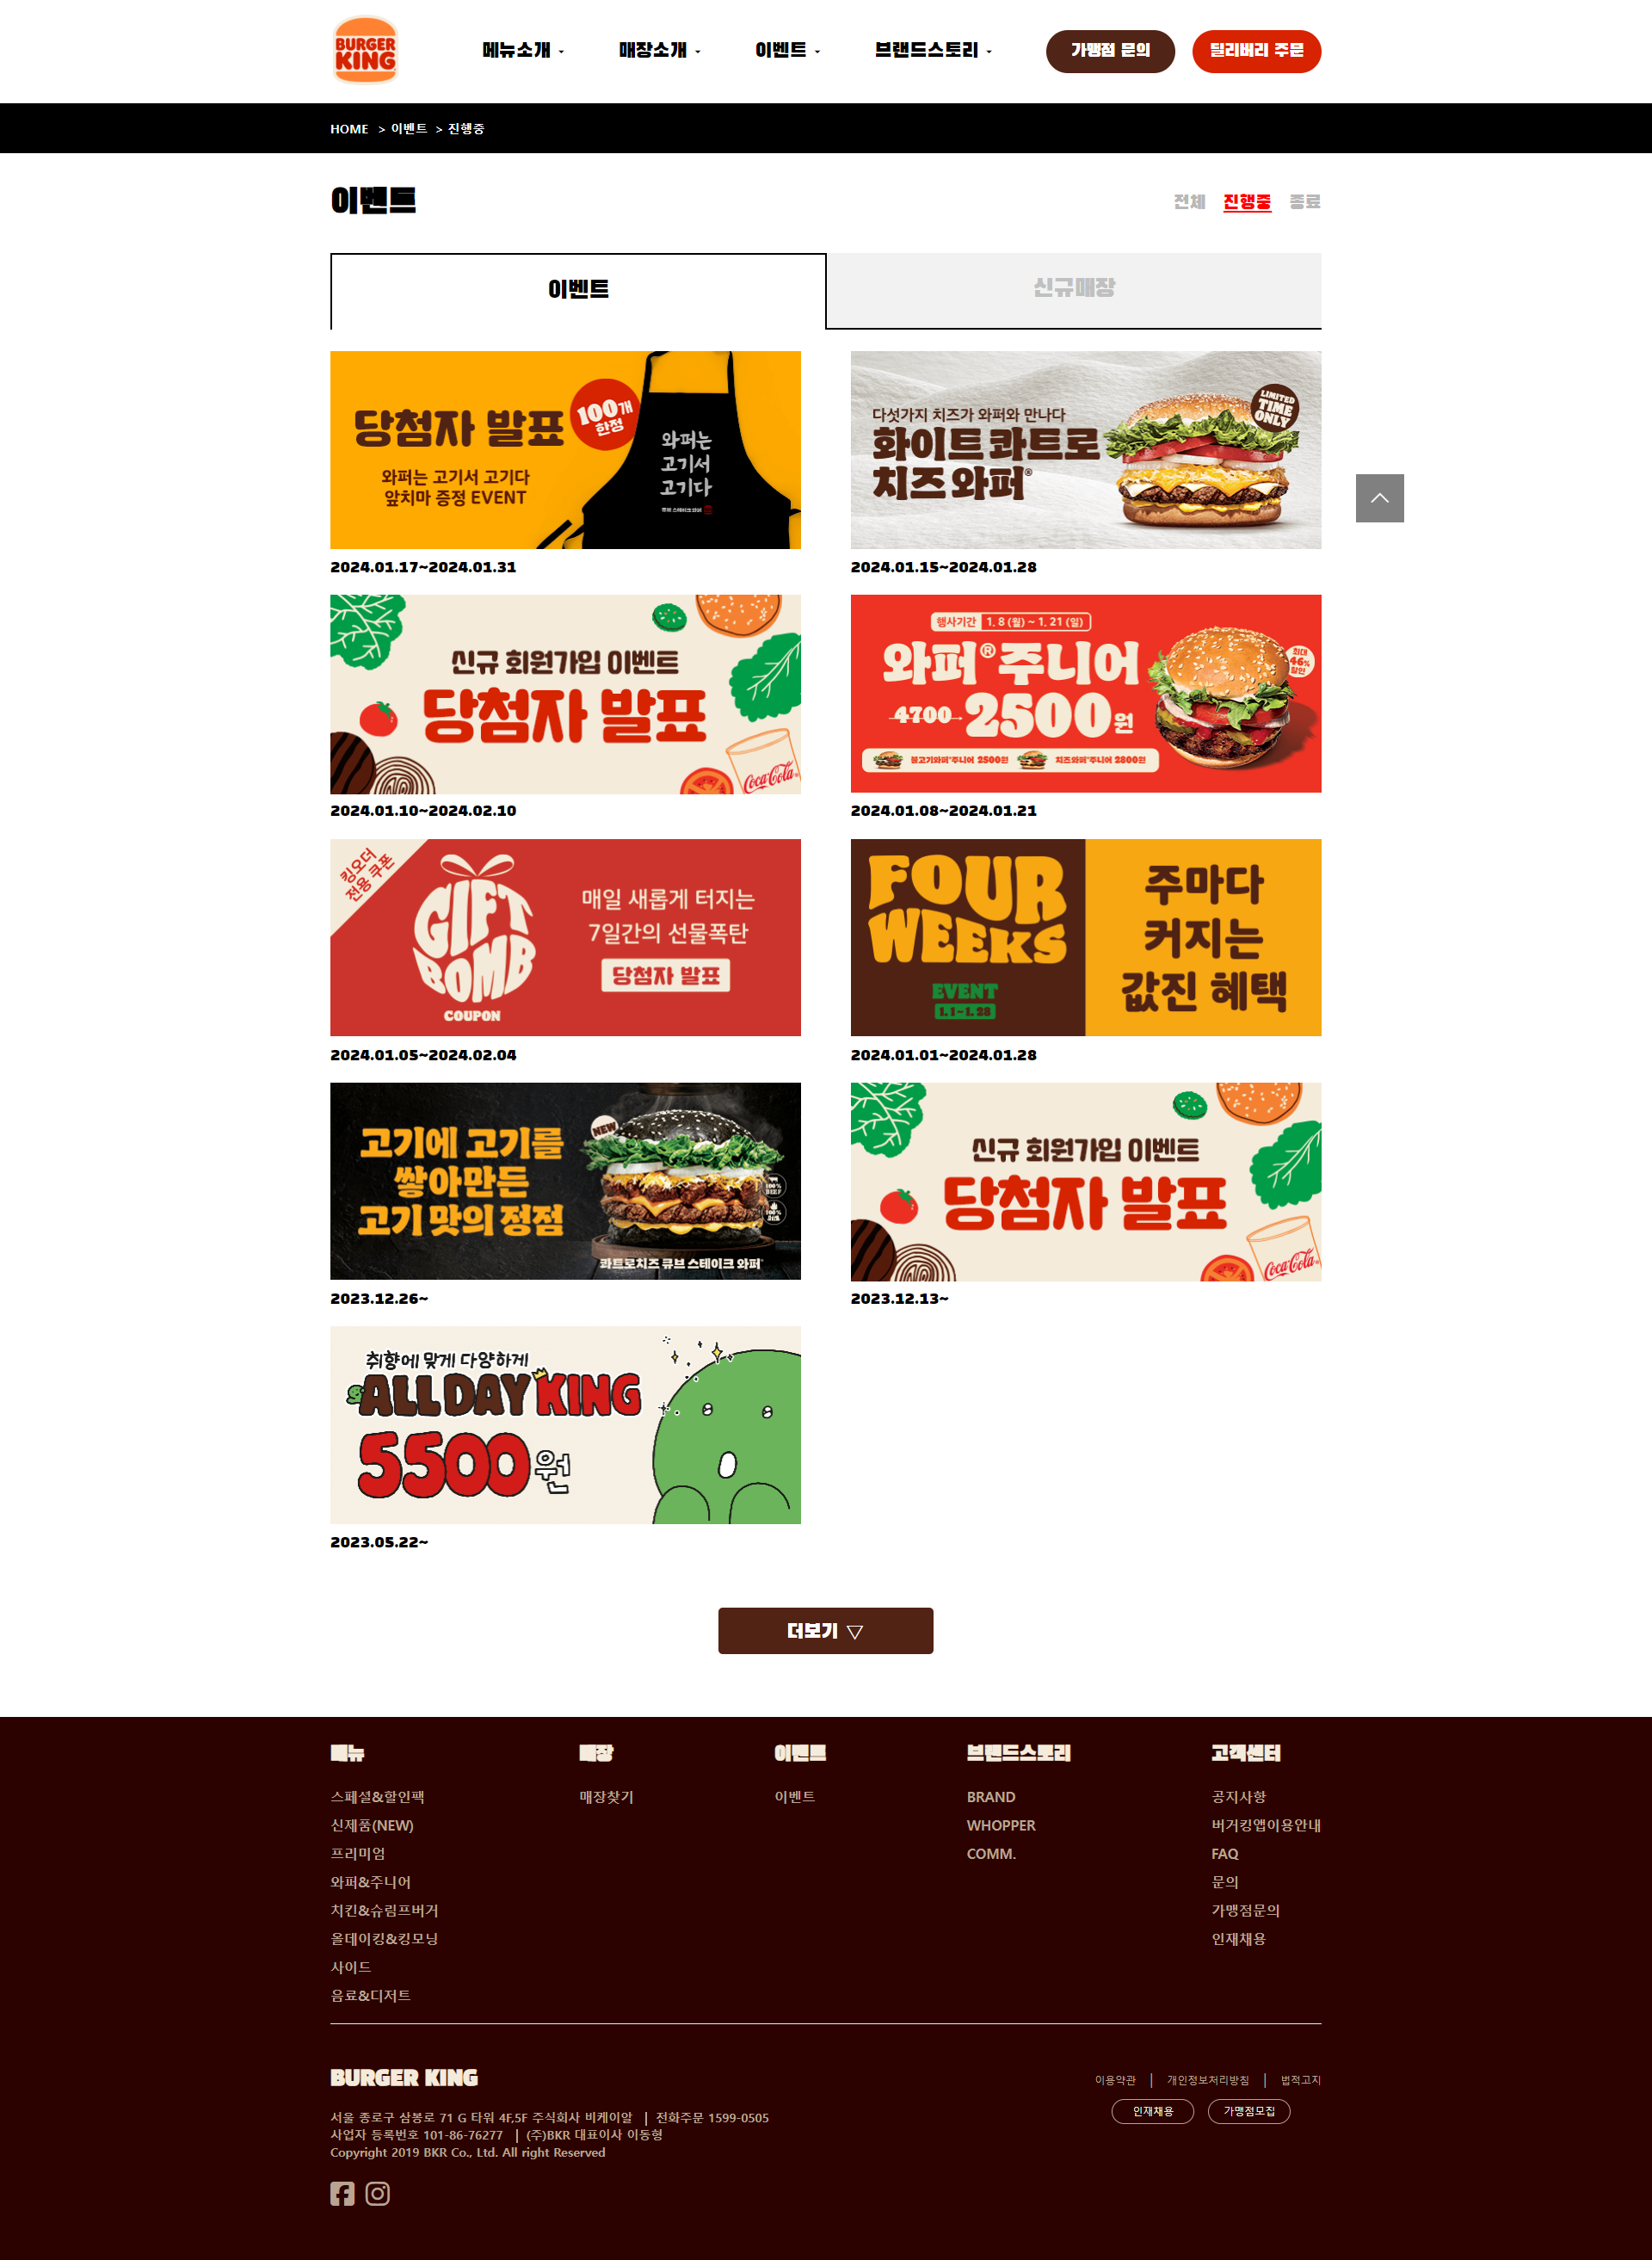 BURGER
KING
메뉴소개
매장소개
이벤트
브랜드스토리
가맹점 문의
딜리버리 주문
HOME > 이벤트 > 진행중
이벤트
전체 진행중 종료
이벤트
신규매장
당첨자 발표
100개
한정
와퍼는 고기서 고기다
앞치마 증정 EVENT
와퍼는
고기서
고기다
2024.01.17~2024.01.31
다섯가지 치즈가 와퍼와 만나다
화이트 콰트로
치즈 와퍼®
LIMITED
TIME
ONLY
2024.01.15~2024.01.28
신규 회원가입 이벤트
당첨자 발표
Coca-Cola
2024.01.10~2024.02.10
행사기간 1. 8 (월) ~ 1. 21 (일)
와퍼®주니어
4700 2500원
최대
46%
할인
불고기와퍼®주니어 2500원 치즈와퍼®주니어 2800원
2024.01.08~2024.01.21
킹오더
전용 쿠폰
GIFT
BOMB
COUPON
매일 새롭게 터지는
7일간의 선물폭탄
당첨자 발표
2024.01.05~2024.02.04
FOUR
WEEKS
EVENT
1. 1 ~ 1. 28
주마다
커지는
값진 혜택
2024.01.01~2024.01.28
고기에 고기를
쌓아만든
고기 맛의 정점
NEW
100%
BEEF
100%
콰트로치즈 큐브 스테이크 와퍼®
2023.12.26~
신규 회원가입 이벤트
당첨자 발표
Coca-Cola
2023.12.13~
취향에 맞게 다양하게
ALLDAY KING
5500원
2023.05.22~
더보기 ▽
메뉴
스페셜&할인팩
신제품(NEW)
프리미엄
와퍼&주니어
치킨&슈림프버거
올데이킹&킹모닝
사이드
음료&디저트
매장
매장찾기
이벤트
이벤트
브랜드스토리
BRAND
WHOPPER
COMM.
고객센터
공지사항
버거킹앱이용안내
FAQ
문의
가맹점문의
인재채용
BURGER KING
서울 종로구 삼봉로 71 G 타워 4F,5F 주식회사 비케이알 | 전화주문 1599-0505
사업자 등록번호 101-86-76277 | (주)BKR 대표이사 이동형
Copyright 2019 BKR Co., Ltd. All right Reserved
이용약관 | 개인정보처리방침 | 법적고지
인재채용
가맹점모집